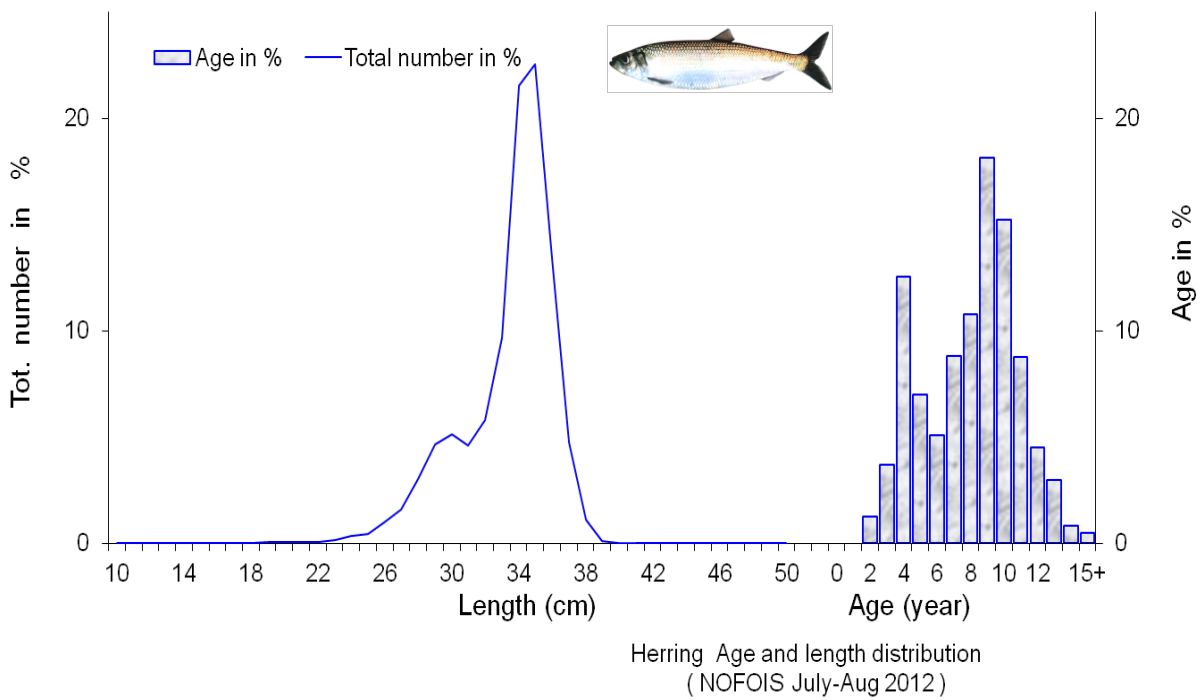 Age in %
Total number in %
Tot. number in %
20
10
0
20
10
0
Age in %
10 14 18 22 26 30 34 38 42 46 50 0 2 4 6 8 10 12 15+
Length (cm)
Age (year)
Herring Age and length distribution
( NOFOIS July-Aug 2012 )